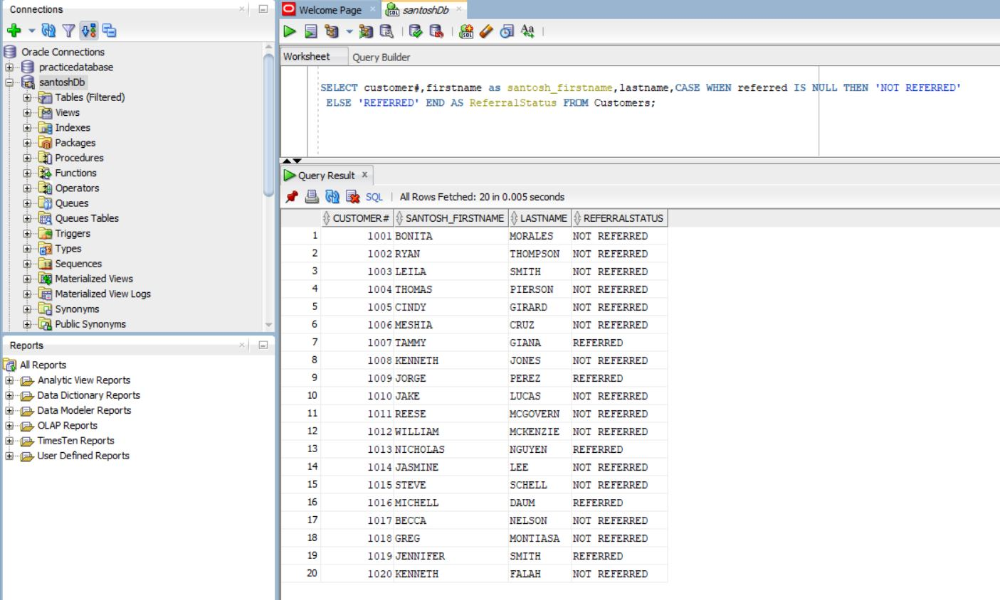 Connections
Oracle Connections
practicedatabase
santoshDb
Tables (Filtered)
Views
Indexes
Packages
Procedures
Functions
Operators
Queues
Queues Tables
Triggers
Types
Sequences
Materialized Views
Materialized View Logs
Synonyms
Public Synonyms
Reports
All Reports
Analytic View Reports
Data Dictionary Reports
Data Modeler Reports
OLAP Reports
TimesTen Reports
User Defined Reports
Welcome Page santoshDb
Worksheet Query Builder
SELECT customer#,firstname as santosh_firstname,lastname,CASE WHEN referred IS NULL THEN 'NOT REFERRED'
ELSE 'REFERRED' END AS ReferralStatus FROM Customers;
Query Result
SQL | All Rows Fetched: 20 in 0.005 seconds
CUSTOMER# SANTOSH_FIRSTNAME LASTNAME REFERRALSTATUS
1 1001 BONITA MORALES NOT REFERRED
2 1002 RYAN THOMPSON NOT REFERRED
3 1003 LEILA SMITH NOT REFERRED
4 1004 THOMAS PIERSON NOT REFERRED
5 1005 CINDY GIRARD NOT REFERRED
6 1006 MESHIA CRUZ NOT REFERRED
7 1007 TAMMY GIANA REFERRED
8 1008 KENNETH JONES NOT REFERRED
9 1009 JORGE PEREZ REFERRED
10 1010 JAKE LUCAS NOT REFERRED
11 1011 REESE MCGOVERN NOT REFERRED
12 1012 WILLIAM MCKENZIE NOT REFERRED
13 1013 NICHOLAS NGUYEN REFERRED
14 1014 JASMINE LEE NOT REFERRED
15 1015 STEVE SCHELL NOT REFERRED
16 1016 MICHELL DAUM REFERRED
17 1017 BECCA NELSON NOT REFERRED
18 1018 GREG MONTIASA NOT REFERRED
19 1019 JENNIFER SMITH REFERRED
20 1020 KENNETH FALAH NOT REFERRED